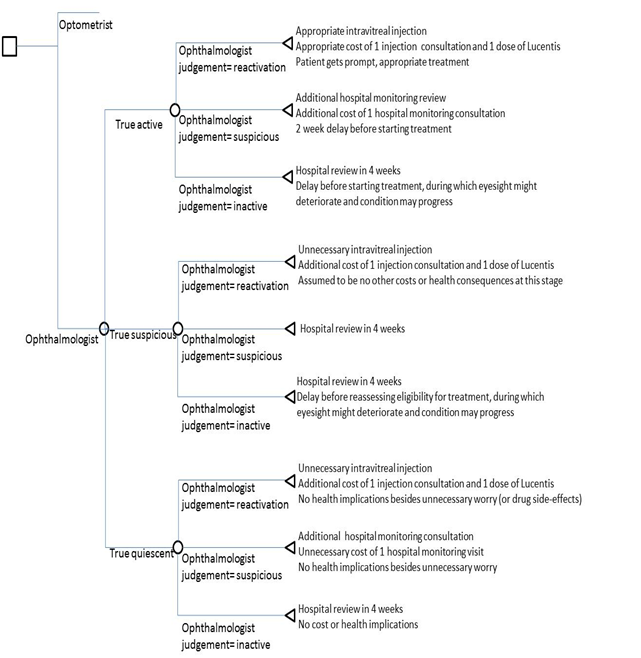 Optometrist
Ophthalmologist
True active
Ophthalmologist
judgement= reactivation
Appropriate intravitreal injection
Appropriate cost of 1 injection consultation and 1 dose of Lucentis
Patient gets prompt, appropriate treatment
Ophthalmologist
judgement= suspicious
Additional hospital monitoring review
Additional cost of 1 hospital monitoring consultation
2 week delay before starting treatment
Ophthalmologist
judgement= inactive
Hospital review in 4 weeks
Delay before starting treatment, during which eyesight might
deteriorate and condition may progress
True suspicious
Ophthalmologist
judgement= reactivation
Unnecessary intravitreal injection
Additional cost of 1 injection consultation and 1 dose of Lucentis
Assumed to be no other costs or health consequences at this stage
Ophthalmologist
judgement= suspicious
Hospital review in 4 weeks
Ophthalmologist
judgement= inactive
Hospital review in 4 weeks
Delay before reassessing eligibility for treatment, during which
eyesight might deteriorate and condition may progress
True quiescent
Ophthalmologist
judgement= reactivation
Unnecessary intravitreal injection
Additional cost of 1 injection consultation and 1 dose of Lucentis
No health implications besides unnecessary worry (or drug side-effects)
Ophthalmologist
judgement= suspicious
Additional hospital monitoring consultation
Unnecessary cost of 1 hospital monitoring visit
No health implications besides unnecessary worry
Ophthalmologist
judgement= inactive
Hospital review in 4 weeks
No cost or health implications